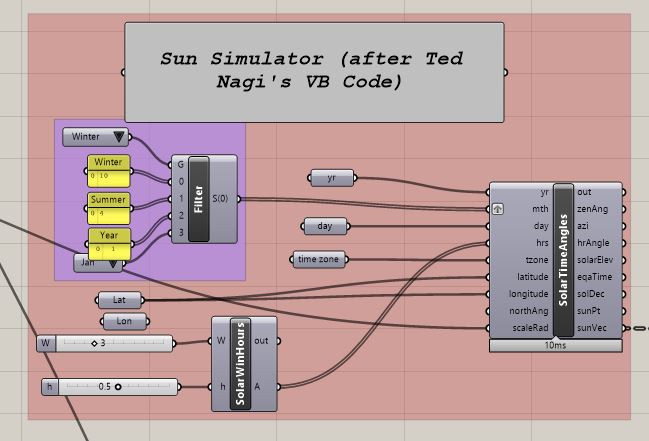 Sun Simulator (after Ted
Nagi's VB Code)
Winter
Winter
0 10
Summer
0 4
Year
0 1
Jan
G
0
1
2
3
Filter
S(0)
yr
day
time zone
Lat
Lon
W 3
h 0.5
W
h
SolarWinHours
out
A
yr
mth
day
hrs
tzone
latitude
longitude
northAng
scaleRad
SolarTimeAngles
out
zenAng
azi
hrAngle
solarElev
eqaTime
solDec
sunPt
sunVec
10ms